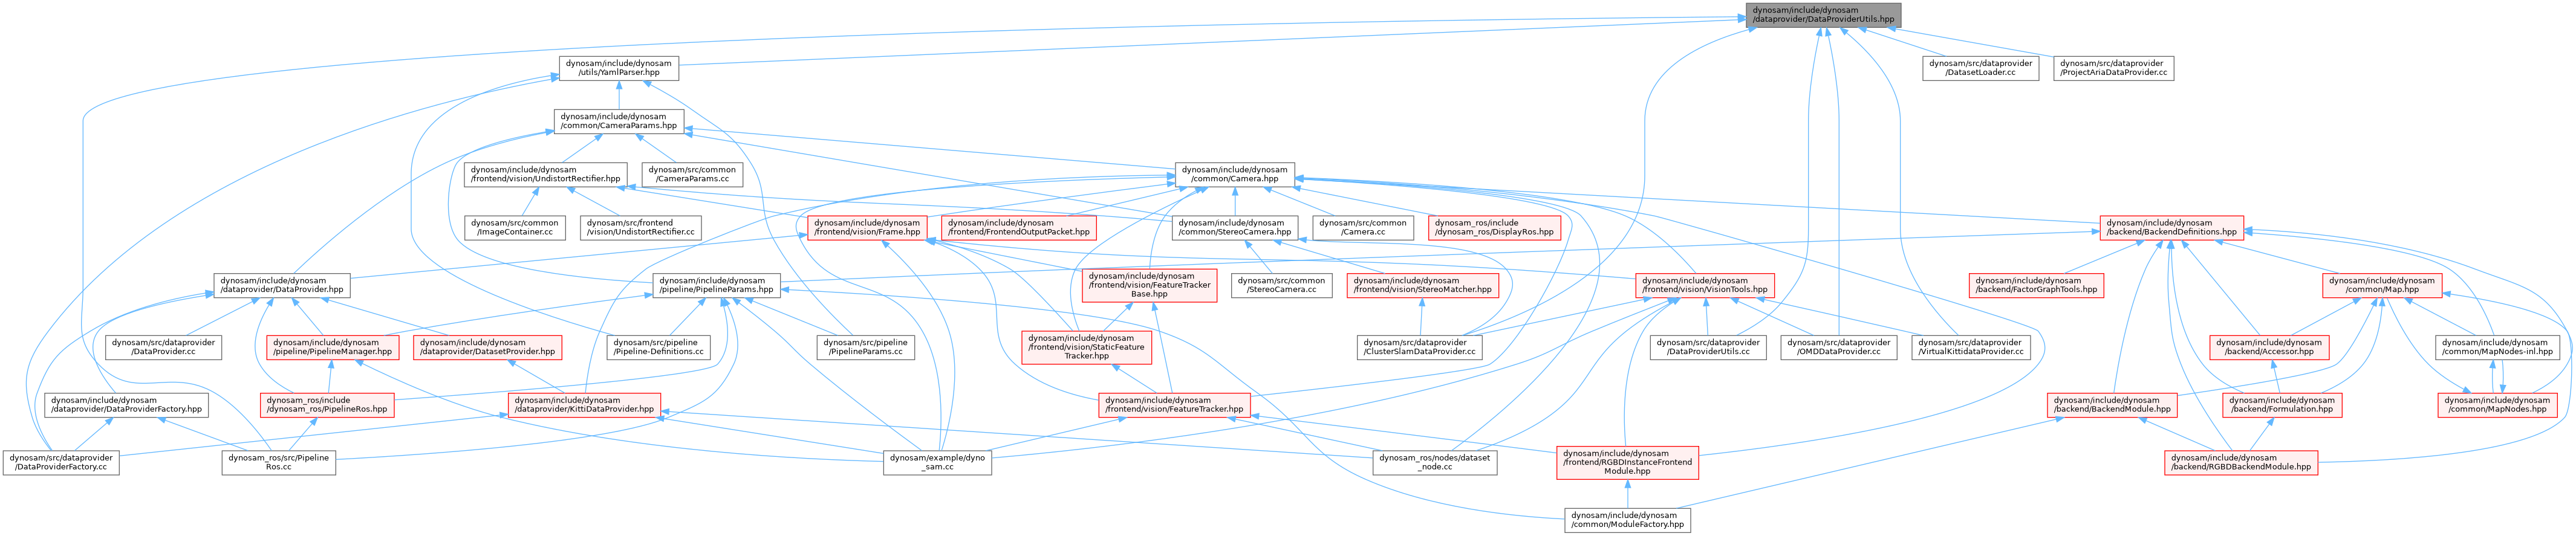 dynosam/include/dynosam
/dataprovider/DataProviderUtils.hpp
dynosam/include/dynosam
/utils/YamlParser.hpp
dynosam/src/dataprovider
/DatasetLoader.cc
dynosam/src/dataprovider
/ProjectAriaDataProvider.cc
dynosam/include/dynosam
/common/CameraParams.hpp
dynosam/include/dynosam
/frontend/vision/UndistortRectifier.hpp
dynosam/src/common
/CameraParams.cc
dynosam/include/dynosam
/common/Camera.hpp
dynosam/src/common
/ImageContainer.cc
dynosam/src/frontend
/vision/UndistortRectifier.cc
dynosam/include/dynosam
/frontend/vision/Frame.hpp
dynosam/include/dynosam
/frontend/FrontendOutputPacket.hpp
dynosam/include/dynosam
/common/StereoCamera.hpp
dynosam/src/common
/Camera.cc
dynosam_ros/include
/dynosam_ros/DisplayRos.hpp
dynosam/include/dynosam
/backend/BackendDefinitions.hpp
dynosam/include/dynosam
/dataprovider/DataProvider.hpp
dynosam/include/dynosam
/pipeline/PipelineParams.hpp
dynosam/include/dynosam
/frontend/vision/FeatureTracker
Base.hpp
dynosam/src/common
/StereoCamera.cc
dynosam/include/dynosam
/frontend/vision/StereoMatcher.hpp
dynosam/include/dynosam
/frontend/vision/VisionTools.hpp
dynosam/include/dynosam
/backend/FactorGraphTools.hpp
dynosam/include/dynosam
/common/Map.hpp
dynosam/src/dataprovider
/DataProvider.cc
dynosam/include/dynosam
/pipeline/PipelineManager.hpp
dynosam/include/dynosam
/dataprovider/DatasetProvider.hpp
dynosam/src/pipeline
/Pipeline-Definitions.cc
dynosam/src/pipeline
/PipelineParams.cc
dynosam/include/dynosam
/frontend/vision/StaticFeature
Tracker.hpp
dynosam/src/dataprovider
/ClusterSlamDataProvider.cc
dynosam/src/dataprovider
/DataProviderUtils.cc
dynosam/src/dataprovider
/OMDDataProvider.cc
dynosam/src/dataprovider
/VirtualKittidataProvider.cc
dynosam/include/dynosam
/backend/Accessor.hpp
dynosam/include/dynosam
/common/MapNodes-inl.hpp
dynosam/include/dynosam
/dataprovider/DataProviderFactory.hpp
dynosam_ros/include
/dynosam_ros/PipelineRos.hpp
dynosam/include/dynosam
/dataprovider/KittiDataProvider.hpp
dynosam/include/dynosam
/frontend/vision/FeatureTracker.hpp
dynosam/include/dynosam
/backend/BackendModule.hpp
dynosam/include/dynosam
/backend/Formulation.hpp
dynosam/include/dynosam
/common/MapNodes.hpp
dynosam/src/dataprovider
/DataProviderFactory.cc
dynosam_ros/src/Pipeline
Ros.cc
dynosam/example/dyno
_sam.cc
dynosam_ros/nodes/dataset
_node.cc
dynosam/include/dynosam
/frontend/RGBDInstanceFrontend
Module.hpp
dynosam/include/dynosam
/backend/RGBDBackendModule.hpp
dynosam/include/dynosam
/common/ModuleFactory.hpp